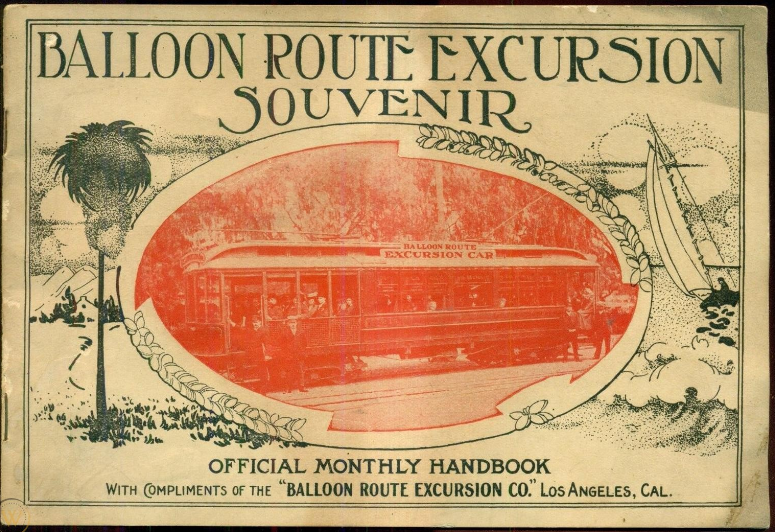 BALLOON ROUTE EXCURSION
SOUVENIR
BALLOON ROUTE
EXCURSION CAR
OFFICIAL MONTHLY HANDBOOK
WITH COMPLIMENTS OF THE "BALLOON ROUTE EXCURSION CO." LOS ANGELES, CAL.